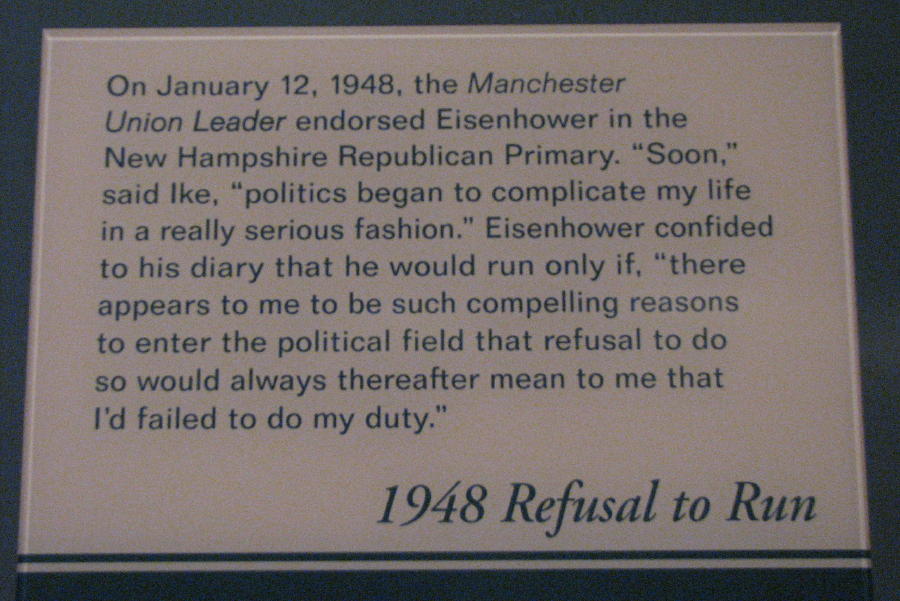 On January 12, 1948, the Manchester
Union Leader endorsed Eisenhower in the
New Hampshire Republican Primary. “Soon,”
said Ike, “politics began to complicate my life
in a really serious fashion.” Eisenhower confided
to his diary that he would run only if, “there
appears to me to be such compelling reasons
to enter the political field that refusal to do
so would always thereafter mean to me that
I’d failed to do my duty.”
1948 Refusal to Run